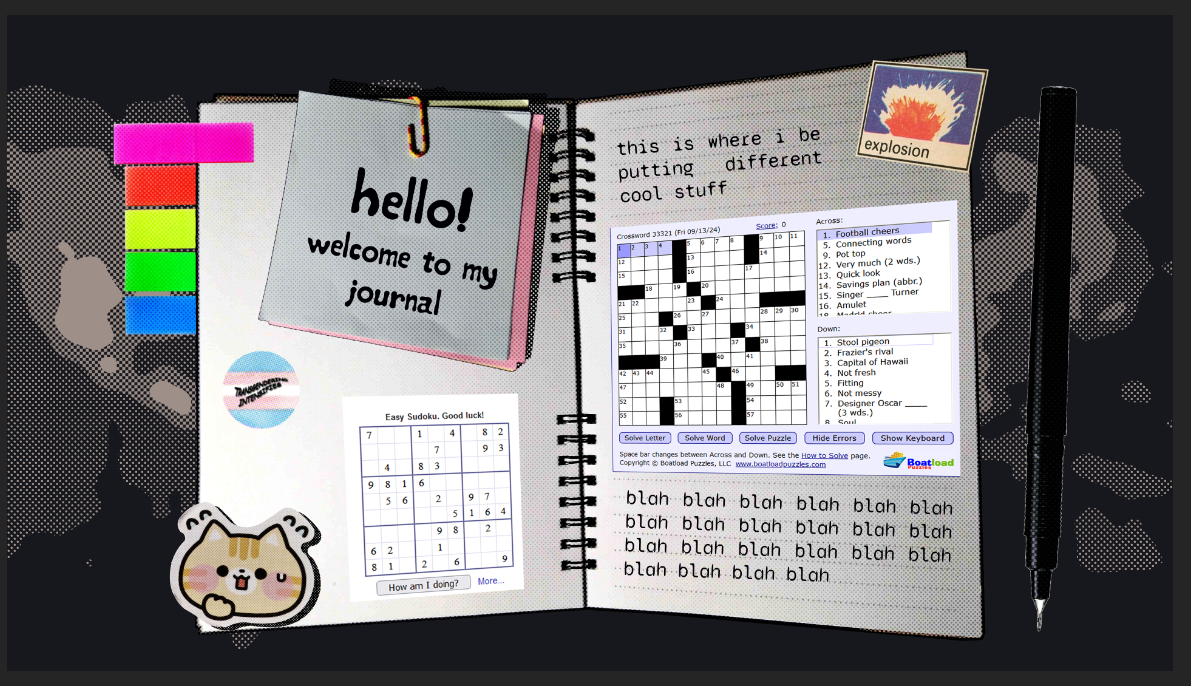 hello!
welcome to my
journal
TRANSGENDERING
INTENSIFIES
Easy Sudoku. Good luck!
7 1 4 8 2
7 9 3
4 8 3
9 8 1 6
5 6 2 9 7
5 1 6 4
9 8 2
6 2 1
8 1 2 6 9
How am I doing? More...
this is where i be
putting different
cool stuff
explosion
Crossword 33321 (Fri 09/13/24) Score: 0
1 2 3 4 5 6 7 8 9 10 11
12 13 14
15 16 17
18 19 20
21 22 23 24
25 26 27 28 29 30
31 32 33 34
35 36 37 38
39 40 41
42 43 44 45 46
47 48 49 50 51
52 53 54
55 56 57
Across:
1. Football cheers
5. Connecting words
9. Pot top
12. Very much (2 wds.)
13. Quick look
14. Savings plan (abbr.)
15. Singer ____ Turner
16. Amulet
18. Madrid cheer
Down:
1. Stool pigeon
2. Frazier's rival
3. Capital of Hawaii
4. Not fresh
5. Fitting
6. Not messy
7. Designer Oscar ____
(3 wds.)
8. Soul
Solve Letter Solve Word Solve Puzzle Hide Errors Show Keyboard
Space bar changes between Across and Down. See the How to Solve page.
Copyright © Boatload Puzzles, LLC www.boatloadpuzzles.com
Boatload
Puzzles
blah blah blah blah blah blah
blah blah blah blah blah blah
blah blah blah blah blah blah
blah blah blah blah